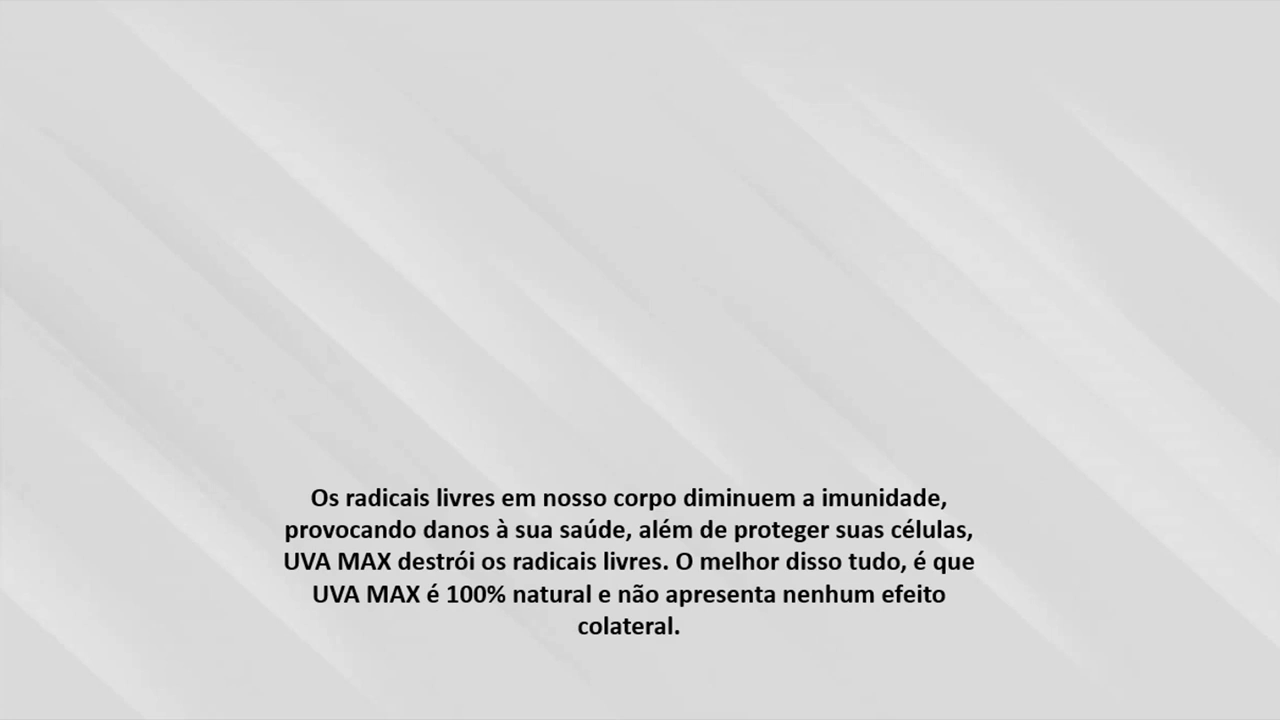 Os radicais livres em nosso corpo diminuem a imunidade,
provocando danos à sua saúde, além de proteger suas células,
UVA MAX destrói os radicais livres. O melhor disso tudo, é que
UVA MAX é 100% natural e não apresenta nenhum efeito
colateral.